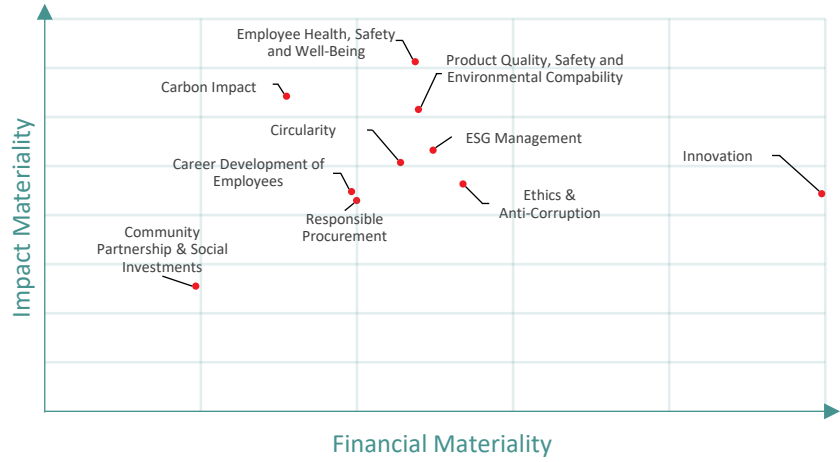 Employee Health, Safety
and Well-Being
Product Quality, Safety and
Environmental Compability
Carbon Impact
Circularity
ESG Management
Innovation
Career Development of
Employees
Ethics &
Anti-Corruption
Responsible
Procurement
Community
Partnership & Social
Investments
Impact Materiality
Financial Materiality